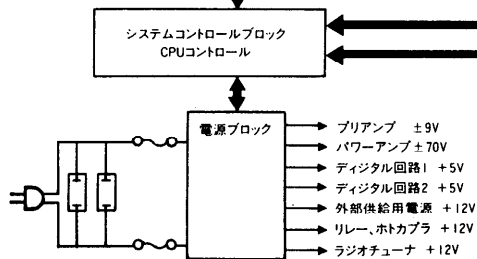 システムコントロールブロック
CPUコントロール
電源ブロック
プリアンプ ±9V
パワーアンプ ±70V
ディジタル回路1 +5V
ディジタル回路2 +5V
外部供給用電源 +12V
リレー、ホトカプラ +12V
ラジオチューナ +12V